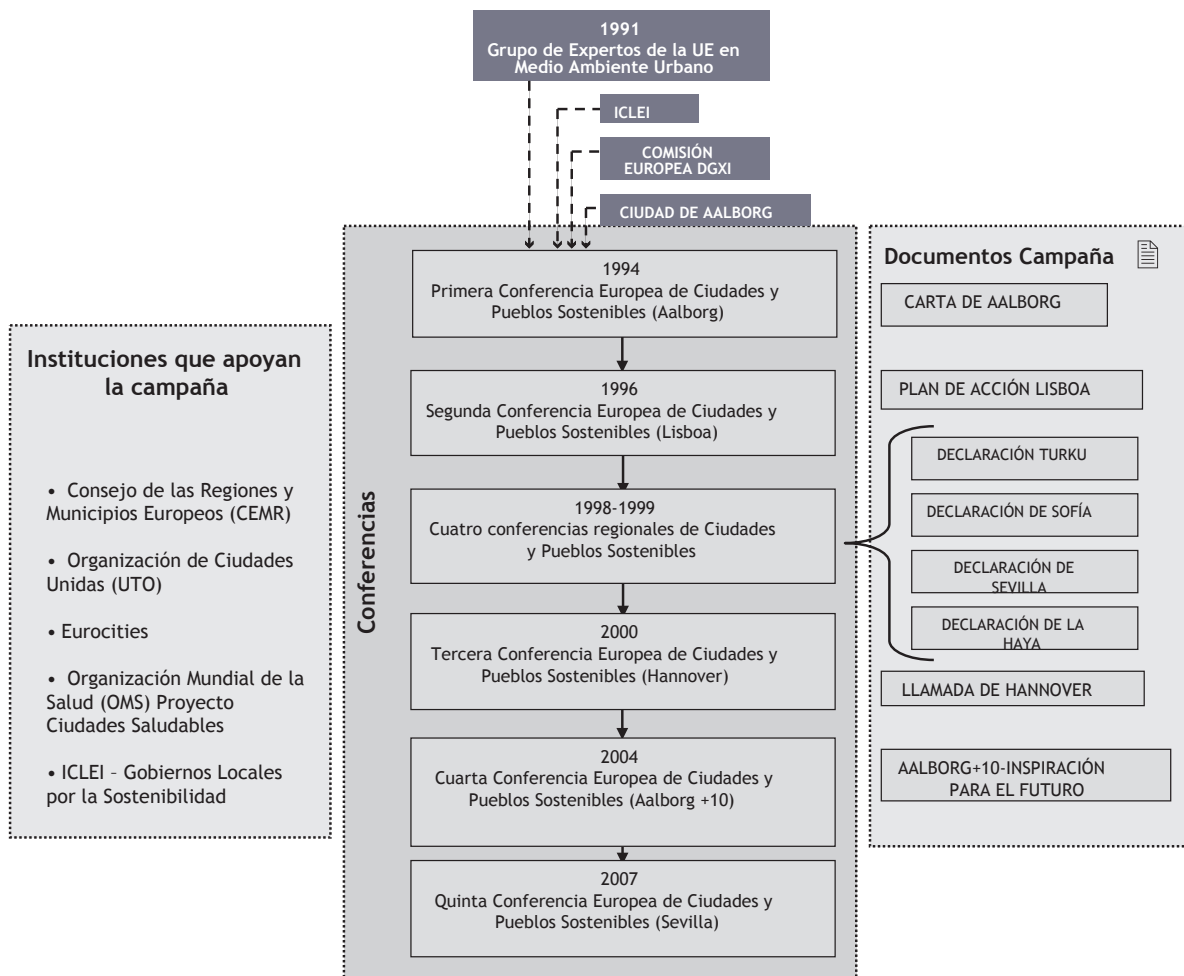 1991
Grupo de Expertos de la UE en
Medio Ambiente Urbano
ICLEI
COMISIÓN
EUROPEA DGXI
CIUDAD DE AALBORG
Instituciones que apoyan
la campaña
• Consejo de las Regiones y
Municipios Europeos (CEMR)
• Organización de Ciudades
Unidas (UTO)
• Eurocities
• Organización Mundial de la
Salud (OMS) Proyecto
Ciudades Saludables
• ICLEI – Gobiernos Locales
por la Sostenibilidad
Conferencias
1994
Primera Conferencia Europea de Ciudades y
Pueblos Sostenibles (Aalborg)
1996
Segunda Conferencia Europea de Ciudades y
Pueblos Sostenibles (Lisboa)
1998-1999
Cuatro conferencias regionales de Ciudades
y Pueblos Sostenibles
2000
Tercera Conferencia Europea de Ciudades y
Pueblos Sostenibles (Hannover)
2004
Cuarta Conferencia Europea de Ciudades y
Pueblos Sostenibles (Aalborg +10)
2007
Quinta Conferencia Europea de Ciudades y
Pueblos Sostenibles (Sevilla)
Documentos Campaña
CARTA DE AALBORG
PLAN DE ACCIÓN LISBOA
DECLARACIÓN TURKU
DECLARACIÓN DE SOFÍA
DECLARACIÓN DE
SEVILLA
DECLARACIÓN DE LA
HAYA
LLAMADA DE HANNOVER
AALBORG+10-INSPIRACIÓN
PARA EL FUTURO